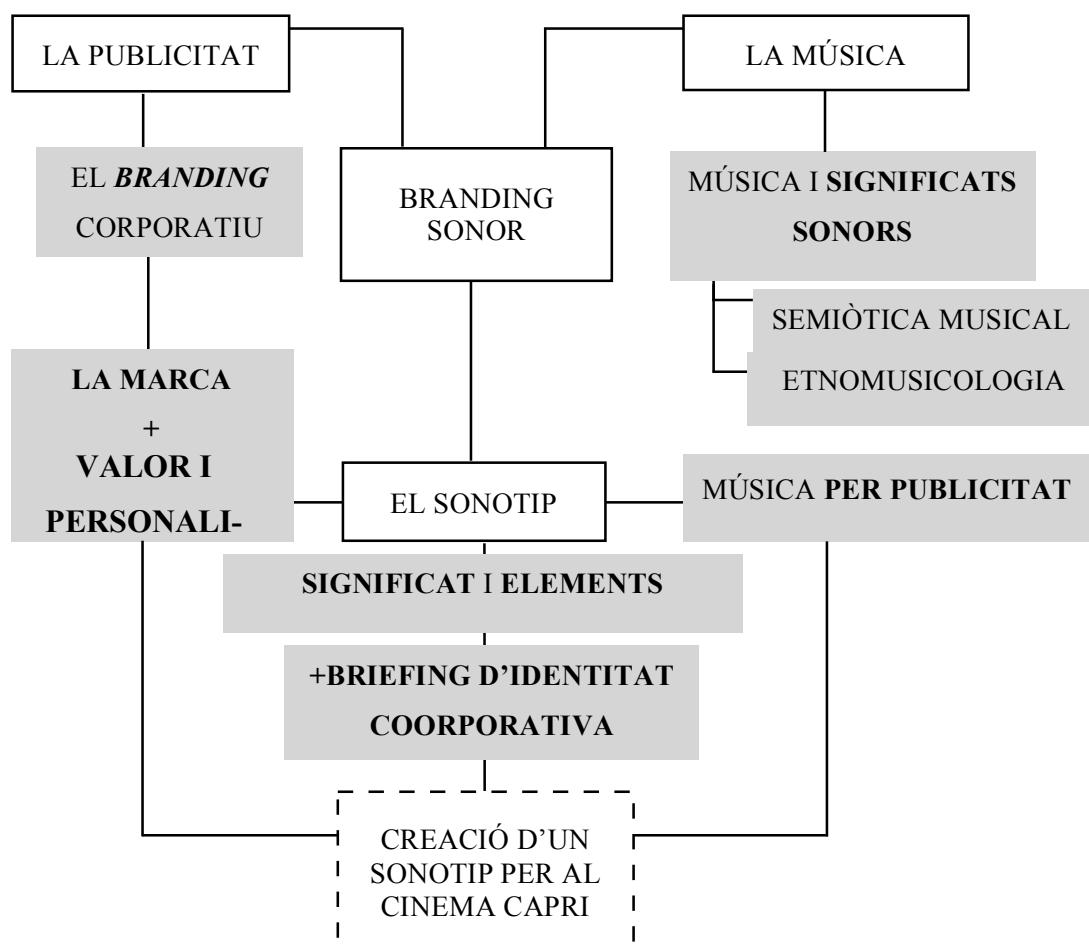 LA PUBLICITAT
LA MÚSICA
EL BRANDING
CORPORATIU
BRANDING
SONOR
MÚSICA I SIGNIFICATS
SONORS
SEMIÒTICA MUSICAL
ETNOMUSICOLOGIA
LA MARCA
+
VALOR I
PERSONALI-
EL SONOTIP
MÚSICA PER PUBLICITAT
SIGNIFICAT I ELEMENTS
+BRIEFING D’IDENTITAT
COORPORATIVA
CREACIÓ D’UN
SONOTIP PER AL
CINEMA CAPRI